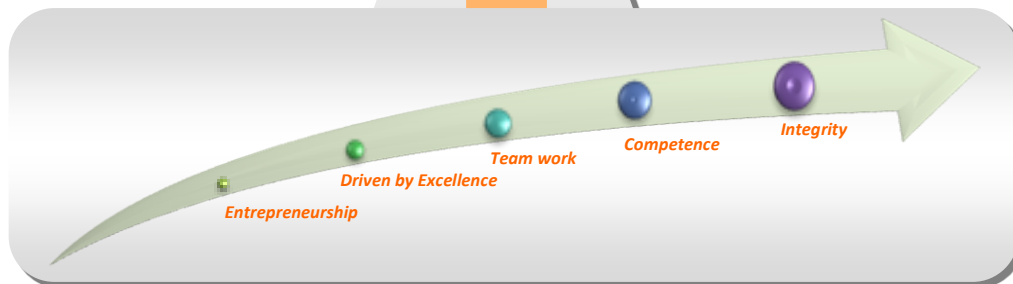 Entrepreneurship
Driven by Excellence
Team work
Competence
Integrity